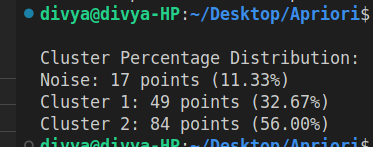 divya@divya-HP:~/Desktop/Apriori$
Cluster Percentage Distribution:
Noise: 17 points (11.33%)
Cluster 1: 49 points (32.67%)
Cluster 2: 84 points (56.00%)
divya@divya-HP:~/Desktop/Apriori$